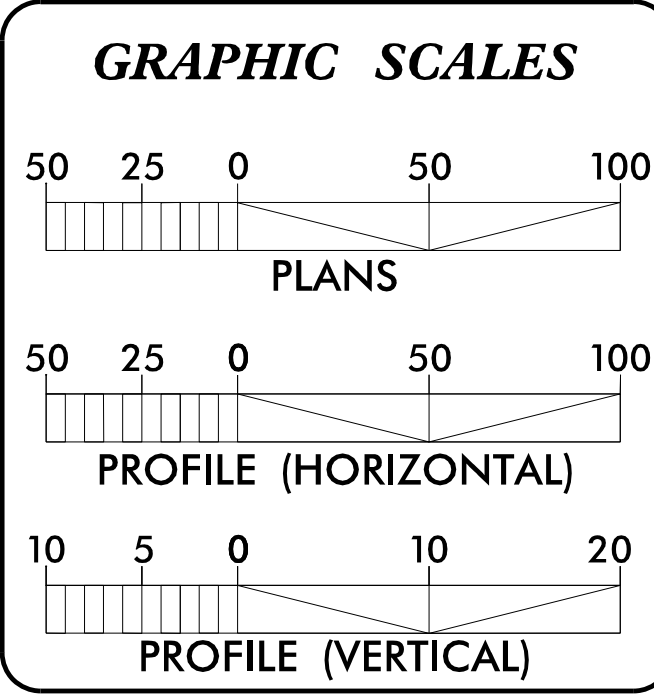 GRAPHIC SCALES
50 25 0 50 100
PLANS
50 25 0 50 100
PROFILE (HORIZONTAL)
10 5 0 10 20
PROFILE (VERTICAL)